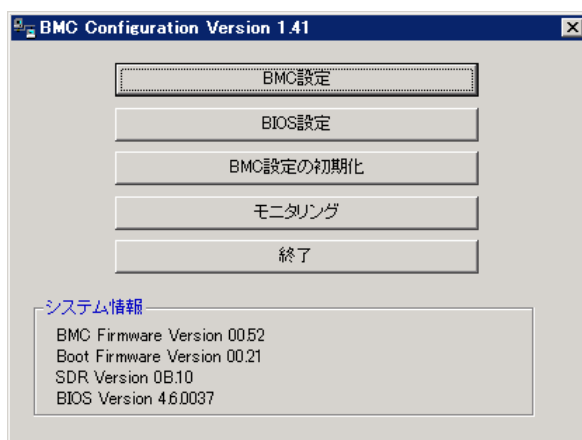 BMC Configuration Version 1.41
BMC設定
BIOS設定
BMC設定の初期化
モニタリング
終了
システム情報
BMC Firmware Version 00.52
Boot Firmware Version 00.21
SDR Version 0B.10
BIOS Version 4.6.0037